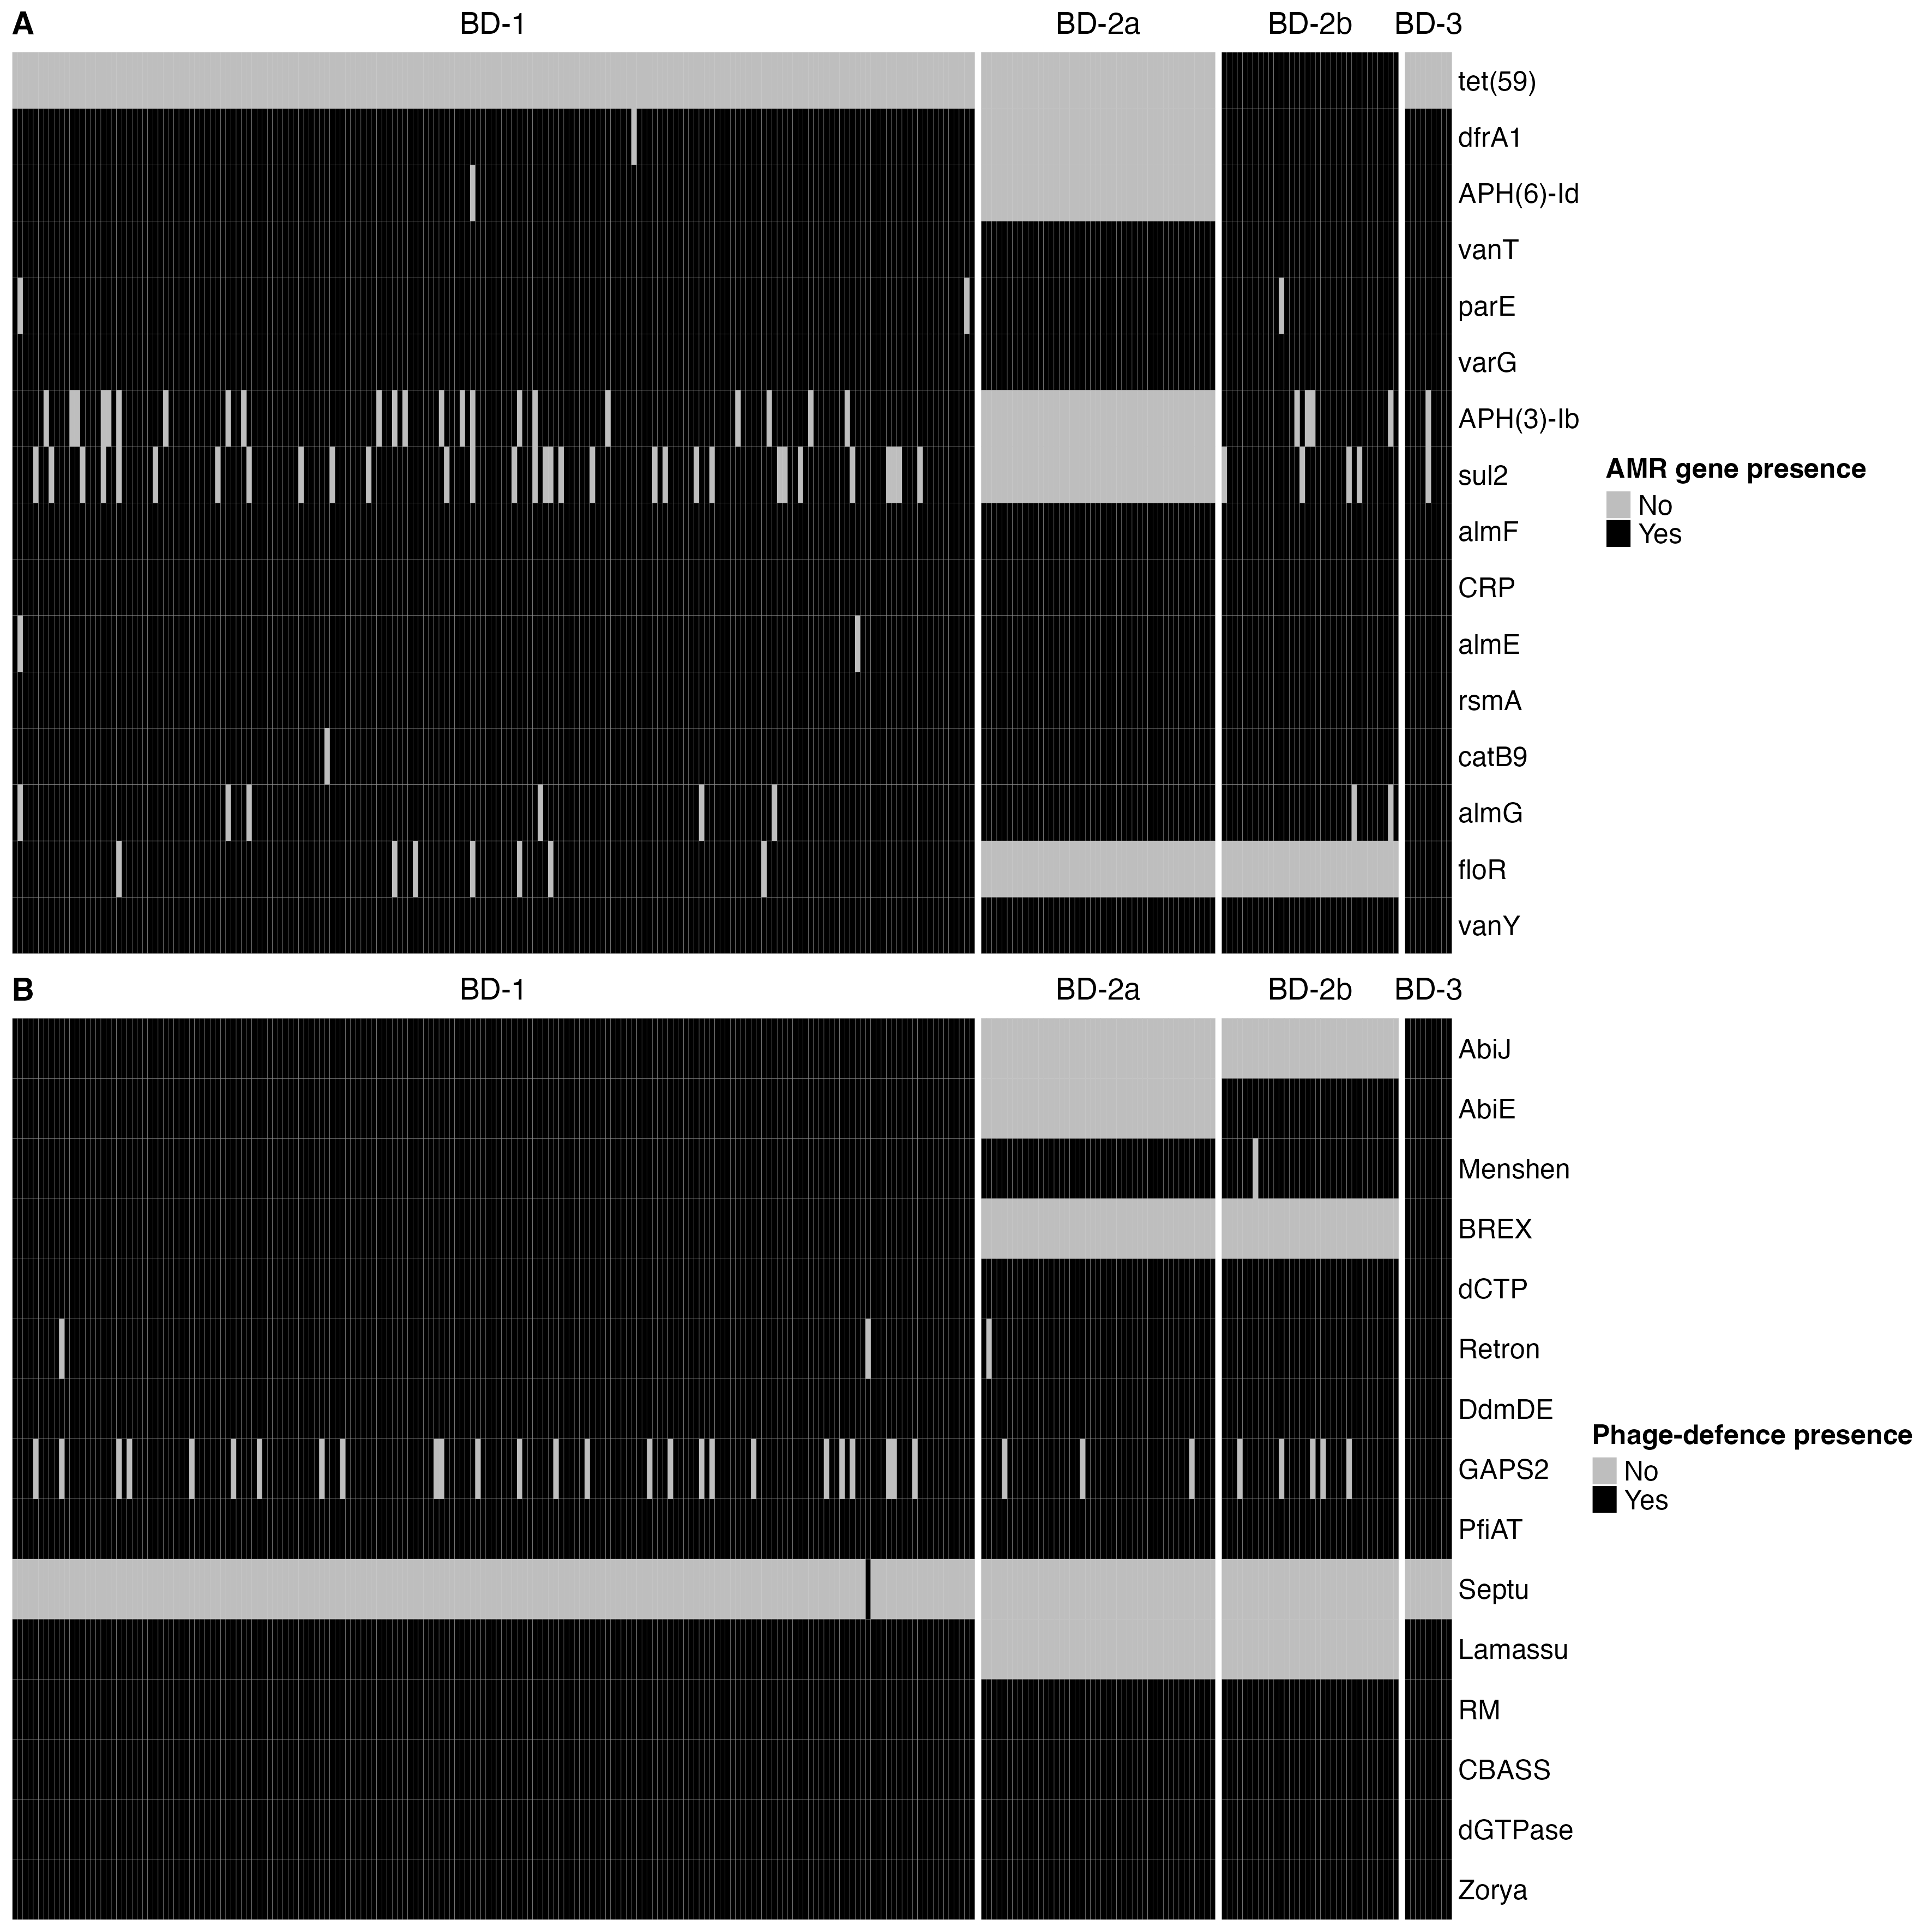 A BD-1 BD-2a BD-2b BD-3
tet(59)
dfrA1
APH(6)-Id
vanT
parE
varG
APH(3)-Ib
sul2
almF
CRP
almE
rsmA
catB9
almG
floR
vanY
AMR gene presence
No
Yes
B BD-1 BD-2a BD-2b BD-3
AbiJ
AbiE
Menshen
BREX
dCTP
Retron
DdmDE
GAPS2
PfiAT
Septu
Lamassu
RM
CBASS
dGTPase
Zorya
Phage-defence presence
No
Yes